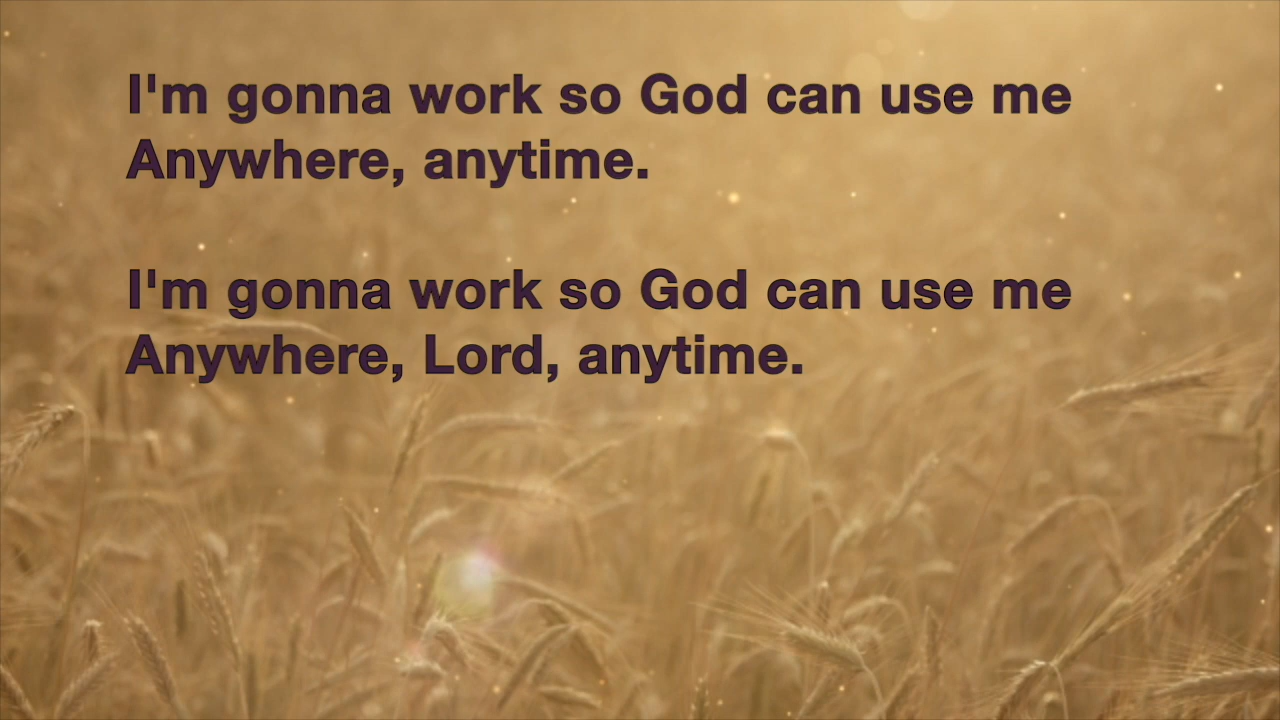 I'm gonna work so God can use me
Anywhere, anytime.
I'm gonna work so God can use me
Anywhere, Lord, anytime.